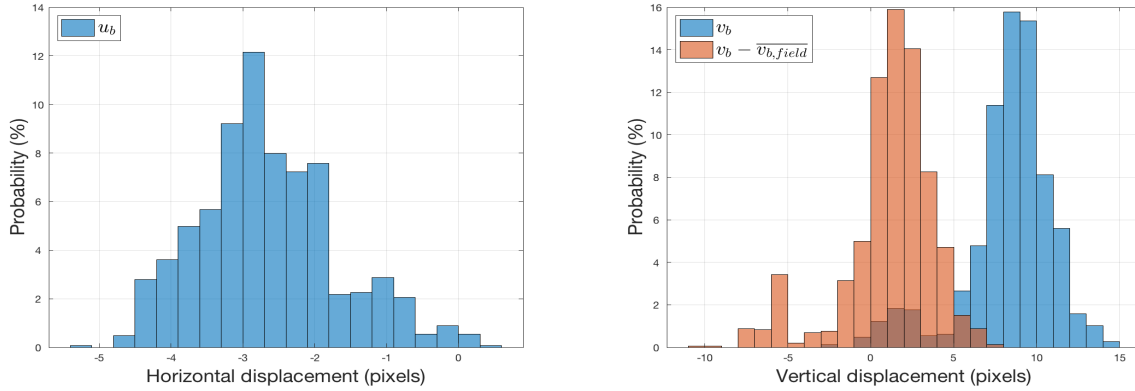 u_b
Probability (%)
14
12
10
8
6
4
2
0
-5 -4 -3 -2 -1 0
Horizontal displacement (pixels)
v_b
v_b − \overline{v_{b,field}}
Probability (%)
16
14
12
10
8
6
4
2
0
-10 -5 0 5 10 15
Vertical displacement (pixels)